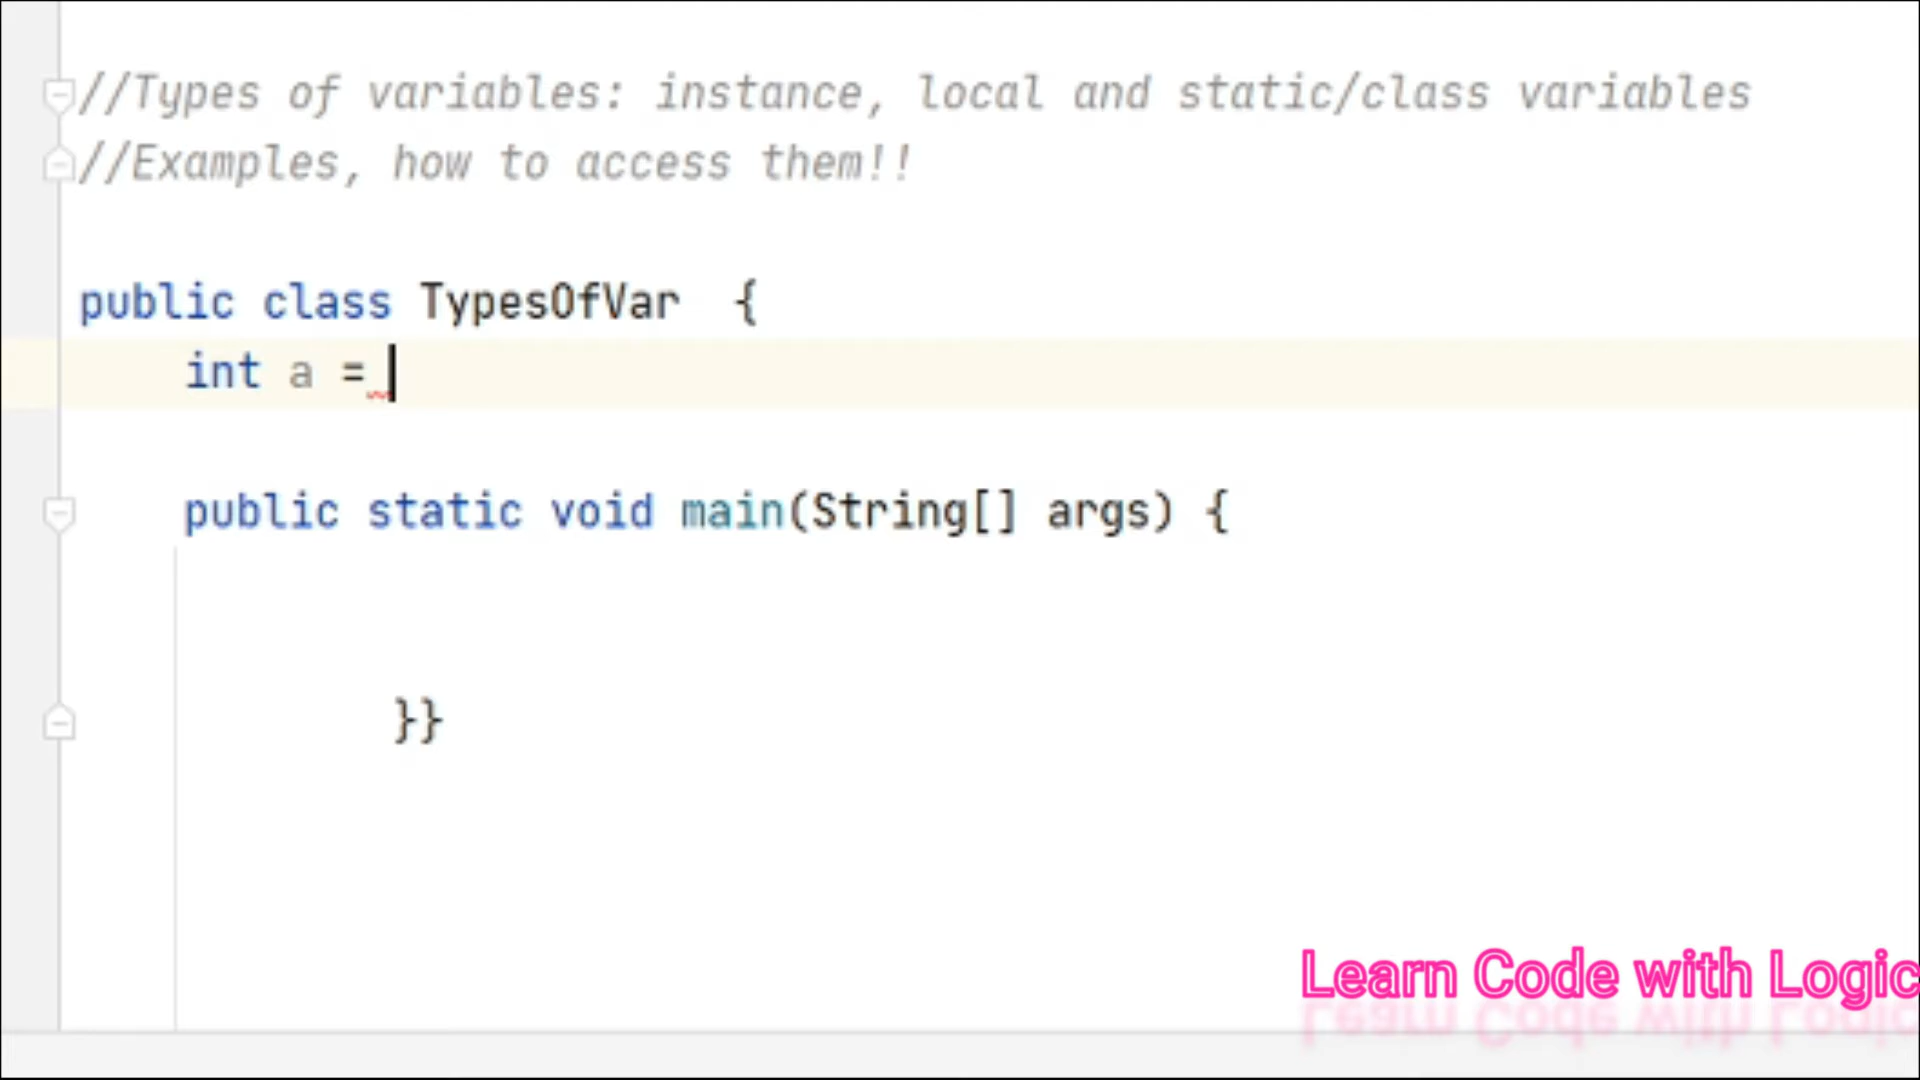 //Types of variables: instance, local and static/class variables
//Examples, how to access them!!
public class TypesOfVar  {
int a =
public static void main(String[] args) {
}}
Learn Code with Logic